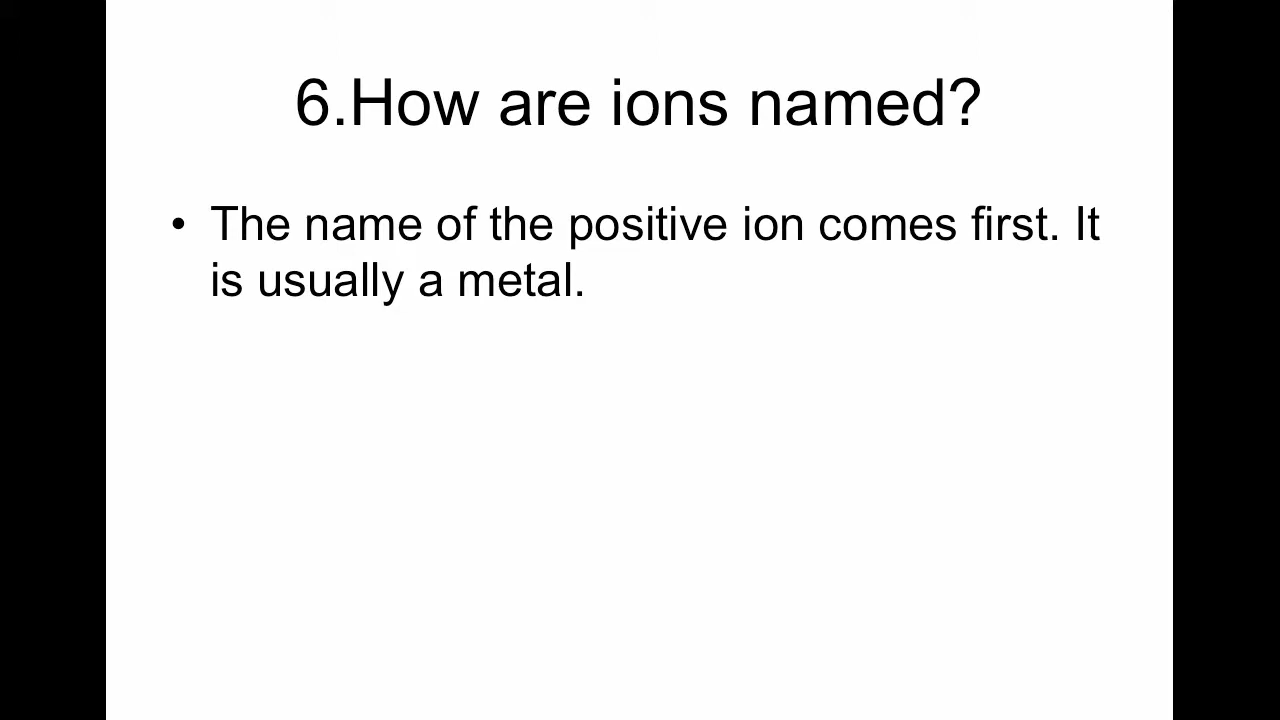 6.How are ions named?
• The name of the positive ion comes first. It
is usually a metal.